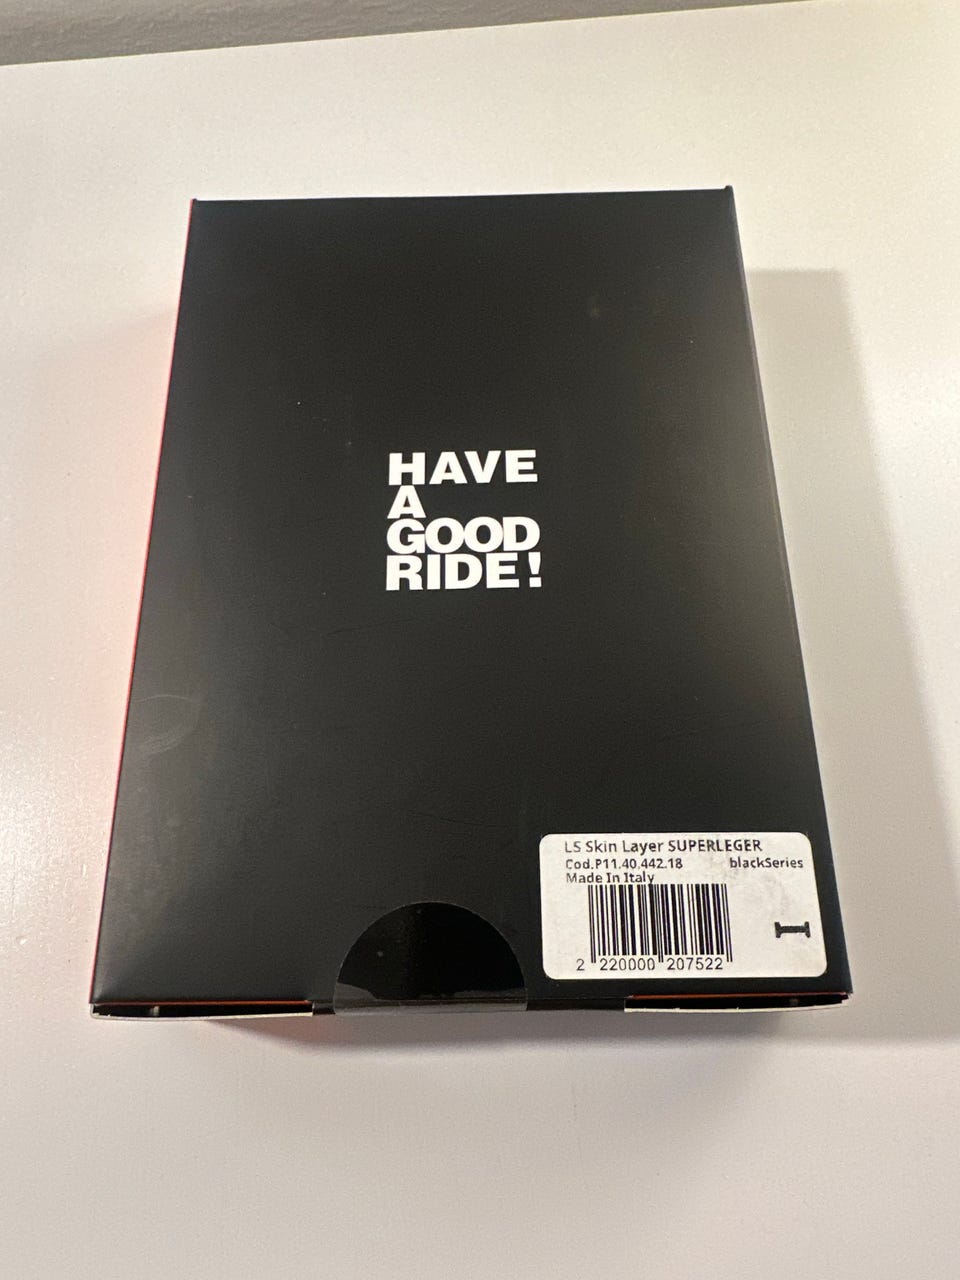 HAVE
A
GOOD
RIDE!
LS Skin Layer SUPERLEGER
Cod.P11.40.442.18 blackSeries
Made In Italy
I
2 220000 207522